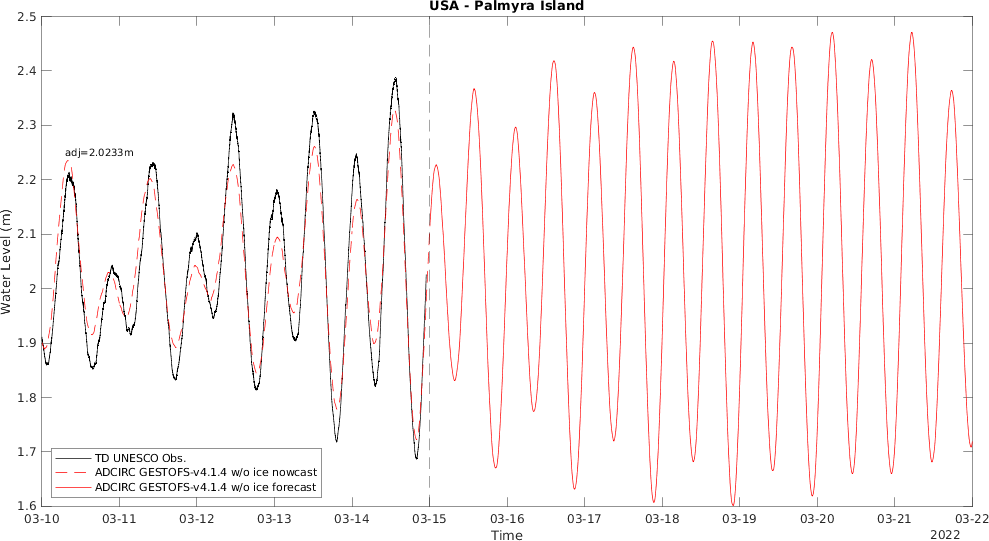 USA - Palmyra Island
2.5
2.4
2.3
2.2
2.1
2
1.9
1.8
1.7
1.6
Water Level (m)
adj=2.0233m
TD UNESCO Obs.
ADCIRC GESTOFS-v4.1.4 w/o ice nowcast
ADCIRC GESTOFS-v4.1.4 w/o ice forecast
03-10 03-11 03-12 03-13 03-14 03-15 03-16 03-17 03-18 03-19 03-20 03-21 03-22
Time
2022